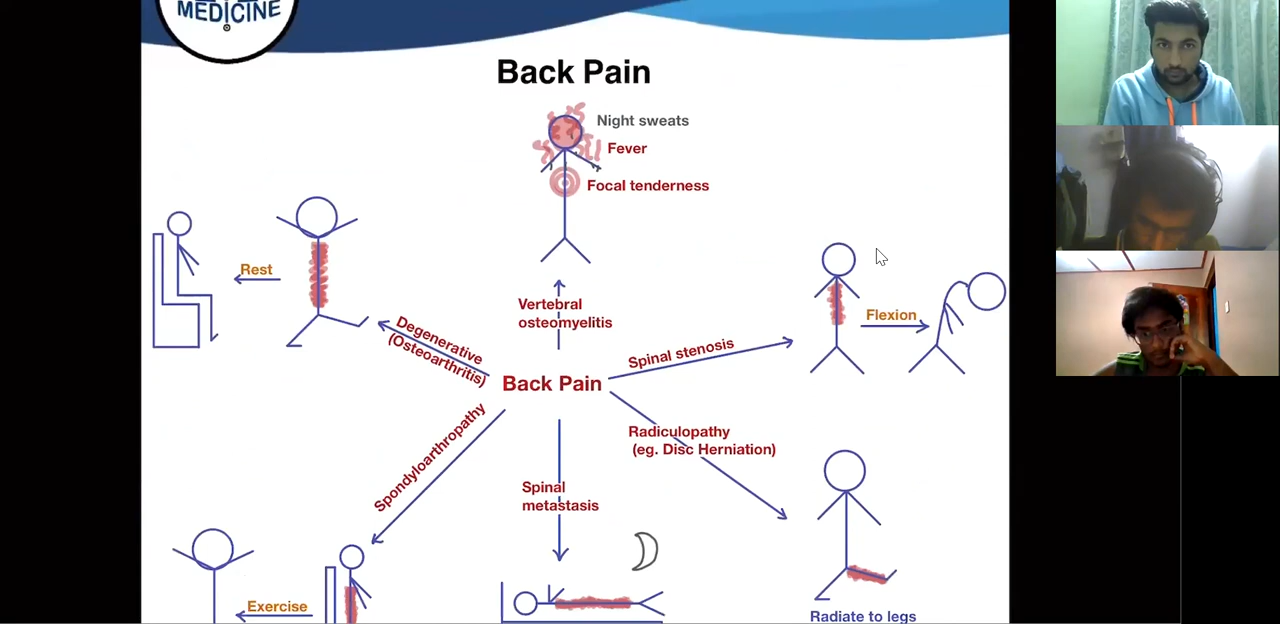 MEDICINE
Back Pain
Night sweats
Fever
Focal tenderness
Rest
Vertebral
osteomyelitis
Flexion
Degenerative
(Osteoarthritis)
Spinal stenosis
Back Pain
Radiculopathy
(eg. Disc Herniation)
Spondyloarthropathy
Spinal
metastasis
Exercise
Radiate to legs